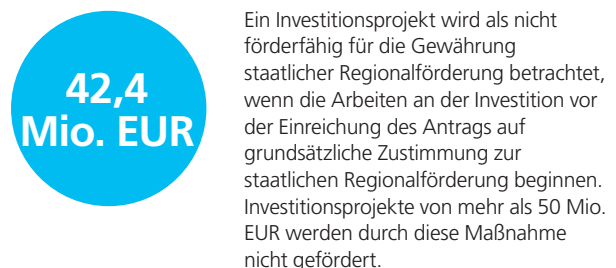 42,4
Mio. EUR
Ein Investitionsprojekt wird als nicht
förderfähig für die Gewährung
staatlicher Regionalförderung betrachtet,
wenn die Arbeiten an der Investition vor
der Einreichung des Antrags auf
grundsätzliche Zustimmung zur
staatlichen Regionalförderung beginnen.
Investitionsprojekte von mehr als 50 Mio.
EUR werden durch diese Maßnahme
nicht gefördert.